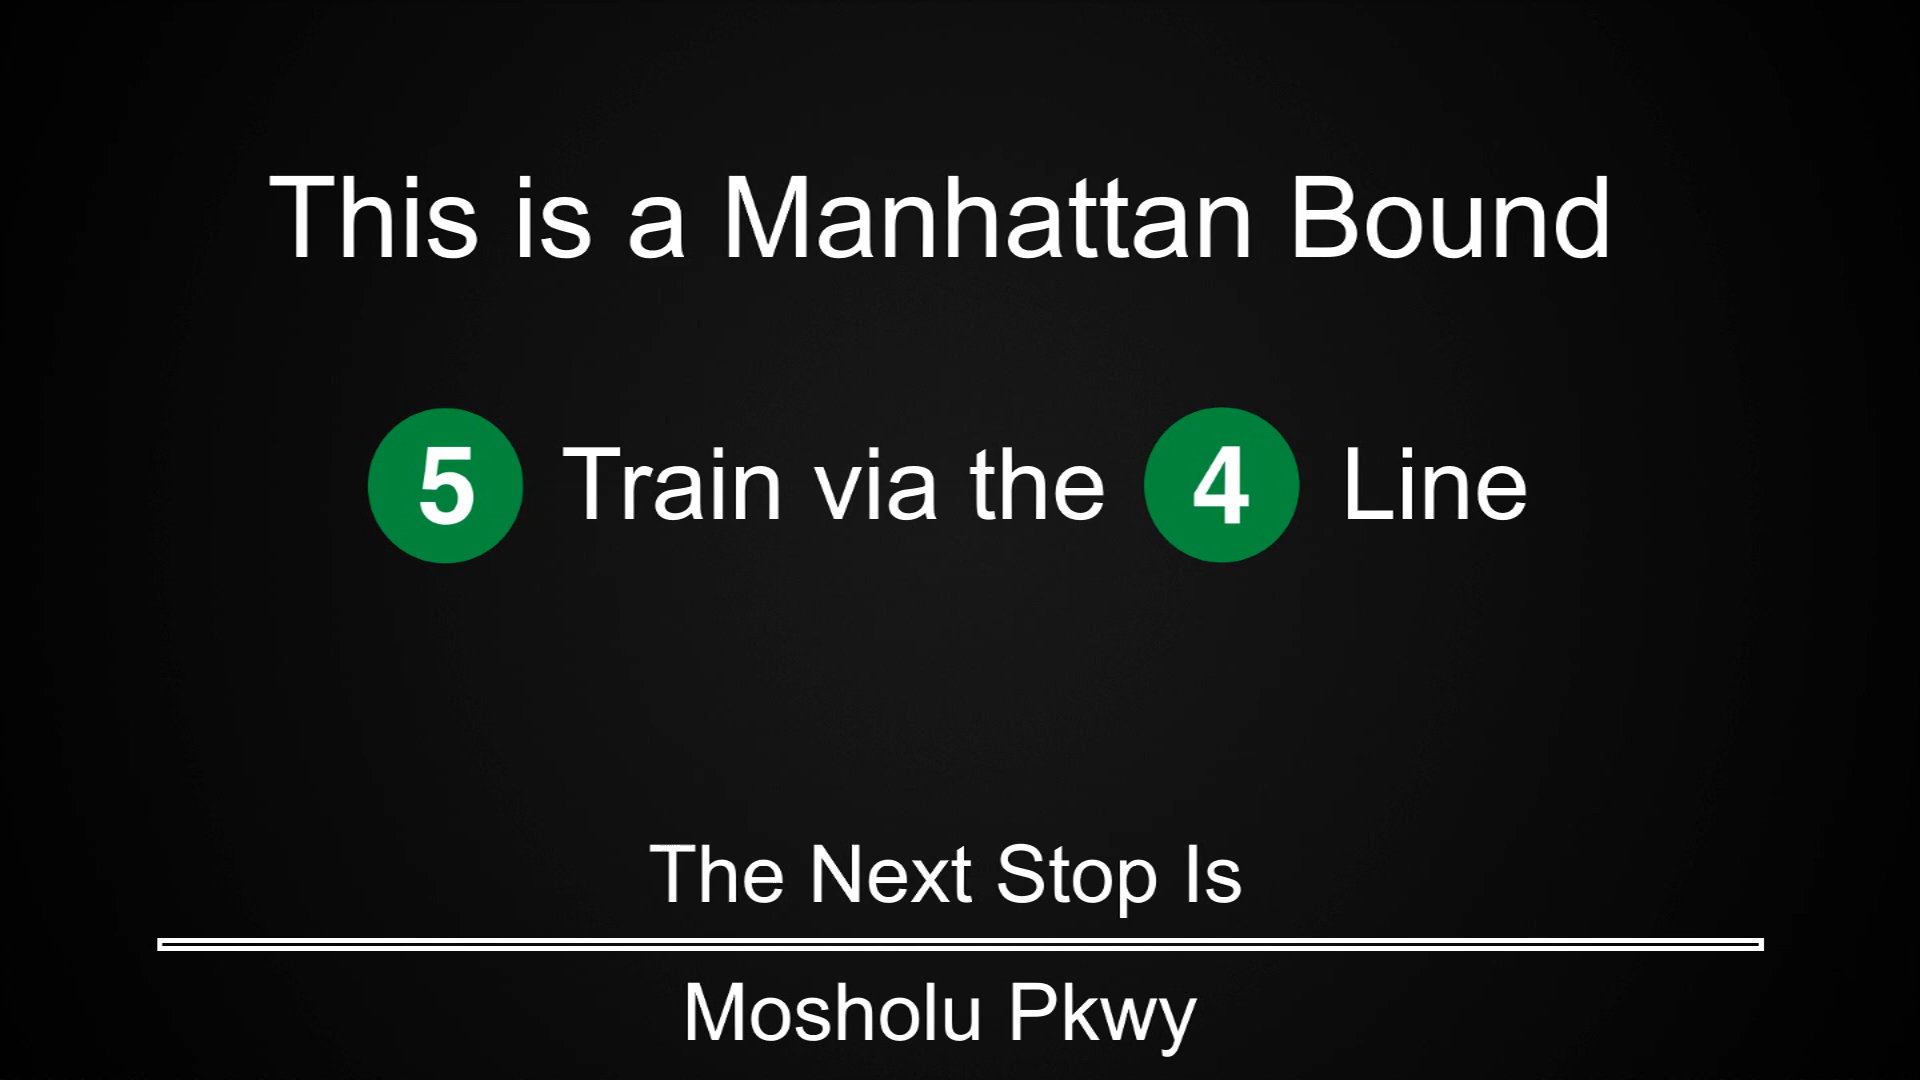 This is a Manhattan Bound
5 Train via the 4 Line
The Next Stop Is
Mosholu Pkwy